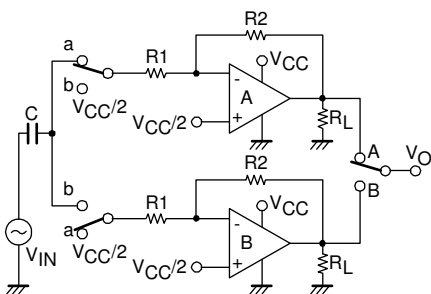 a
R1
R2
VCC
b
VCC/2
C
-
A
VCC/2
+
RL
A
VO
B
b
R1
R2
VCC
a
VCC/2
-
B
VIN
VCC/2
+
RL